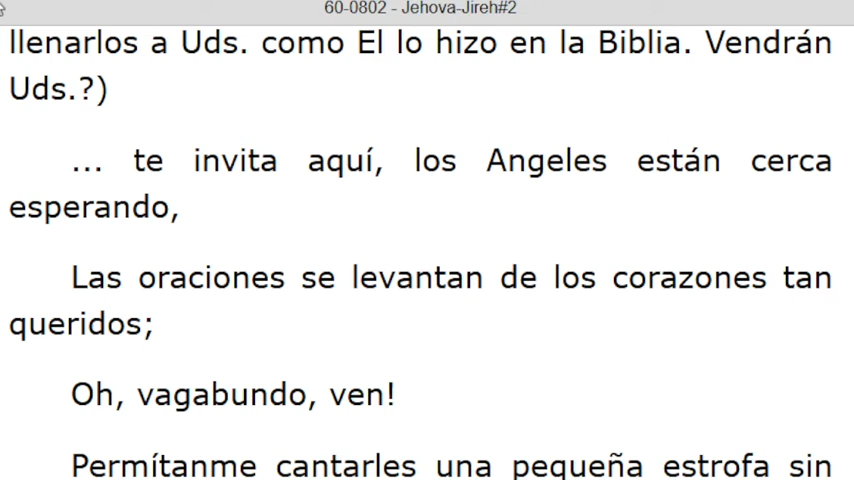 60-0802 - Jehova-Jireh#2
llenarlos a Uds. como El lo hizo en la Biblia. Vendrán
Uds.?)
... te invita aquí, los Angeles están cerca
esperando,
Las oraciones se levantan de los corazones tan
queridos;
Oh, vagabundo, ven!
Permítanme cantarles una pequeña estrofa sin